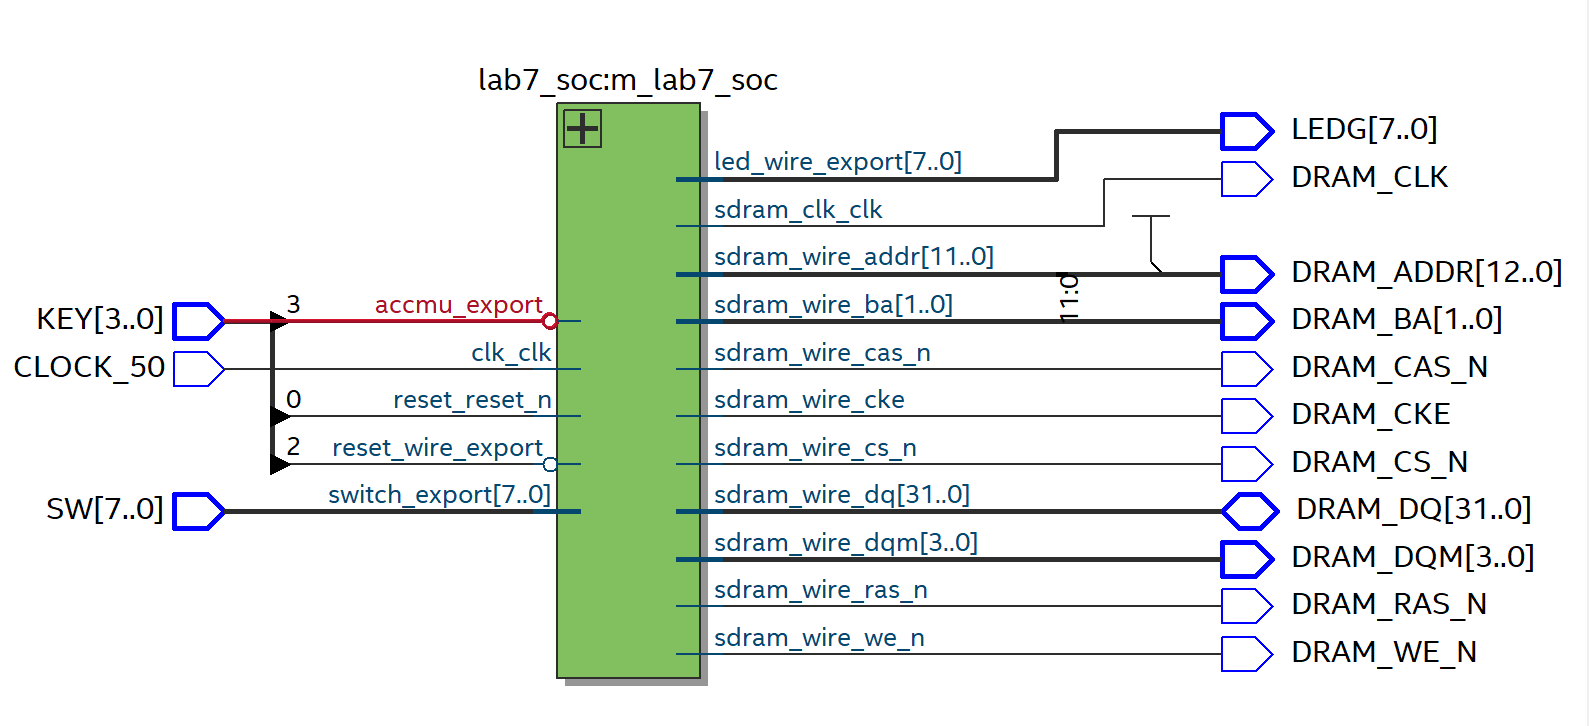 lab7_soc:m_lab7_soc
KEY[3..0]
CLOCK_50
SW[7..0]
3
0
2
accmu_export
clk_clk
reset_reset_n
reset_wire_export
switch_export[7..0]
led_wire_export[7..0]
sdram_clk_clk
sdram_wire_addr[11..0]
sdram_wire_ba[1..0]
sdram_wire_cas_n
sdram_wire_cke
sdram_wire_cs_n
sdram_wire_dq[31..0]
sdram_wire_dqm[3..0]
sdram_wire_ras_n
sdram_wire_we_n
11:0
LEDG[7..0]
DRAM_CLK
DRAM_ADDR[12..0]
DRAM_BA[1..0]
DRAM_CAS_N
DRAM_CKE
DRAM_CS_N
DRAM_DQ[31..0]
DRAM_DQM[3..0]
DRAM_RAS_N
DRAM_WE_N